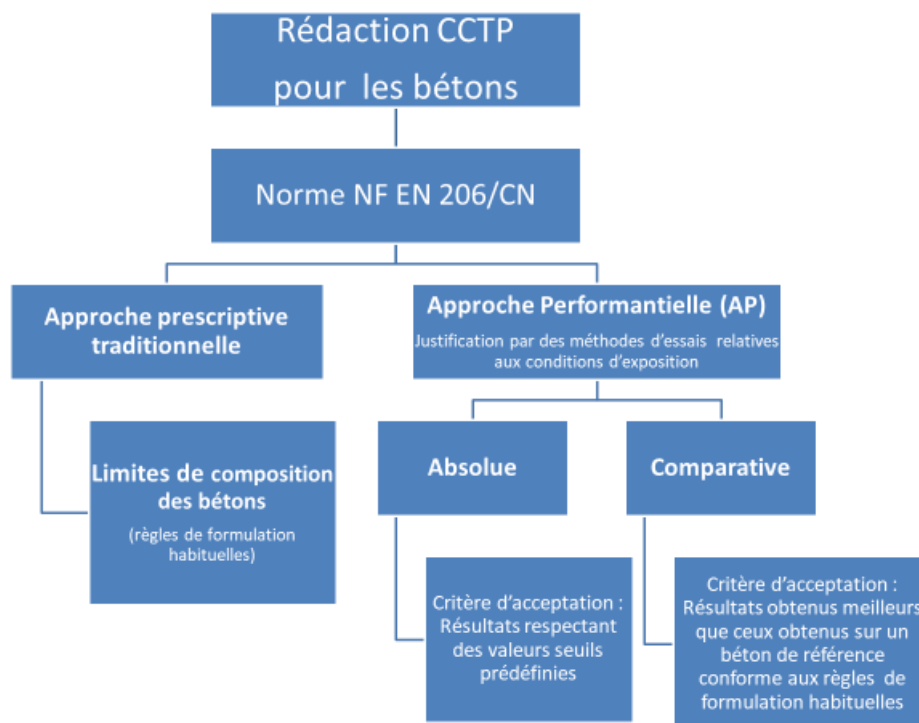 Rédaction CCTP
pour les bétons
Norme NF EN 206/CN
Approche prescriptive
traditionnelle
Limites de composition
des bétons
(règles de formulation
habituelles)
Approche Performantielle (AP)
Justification par des méthodes d'essais relatives
aux conditions d'exposition
Absolue
Critère d'acceptation :
Résultats respectant
des valeurs seuils
prédéfinies
Comparative
Critère d'acceptation :
Résultats obtenus meilleurs
que ceux obtenus sur un
béton de référence
conforme aux règles de
formulation habituelles